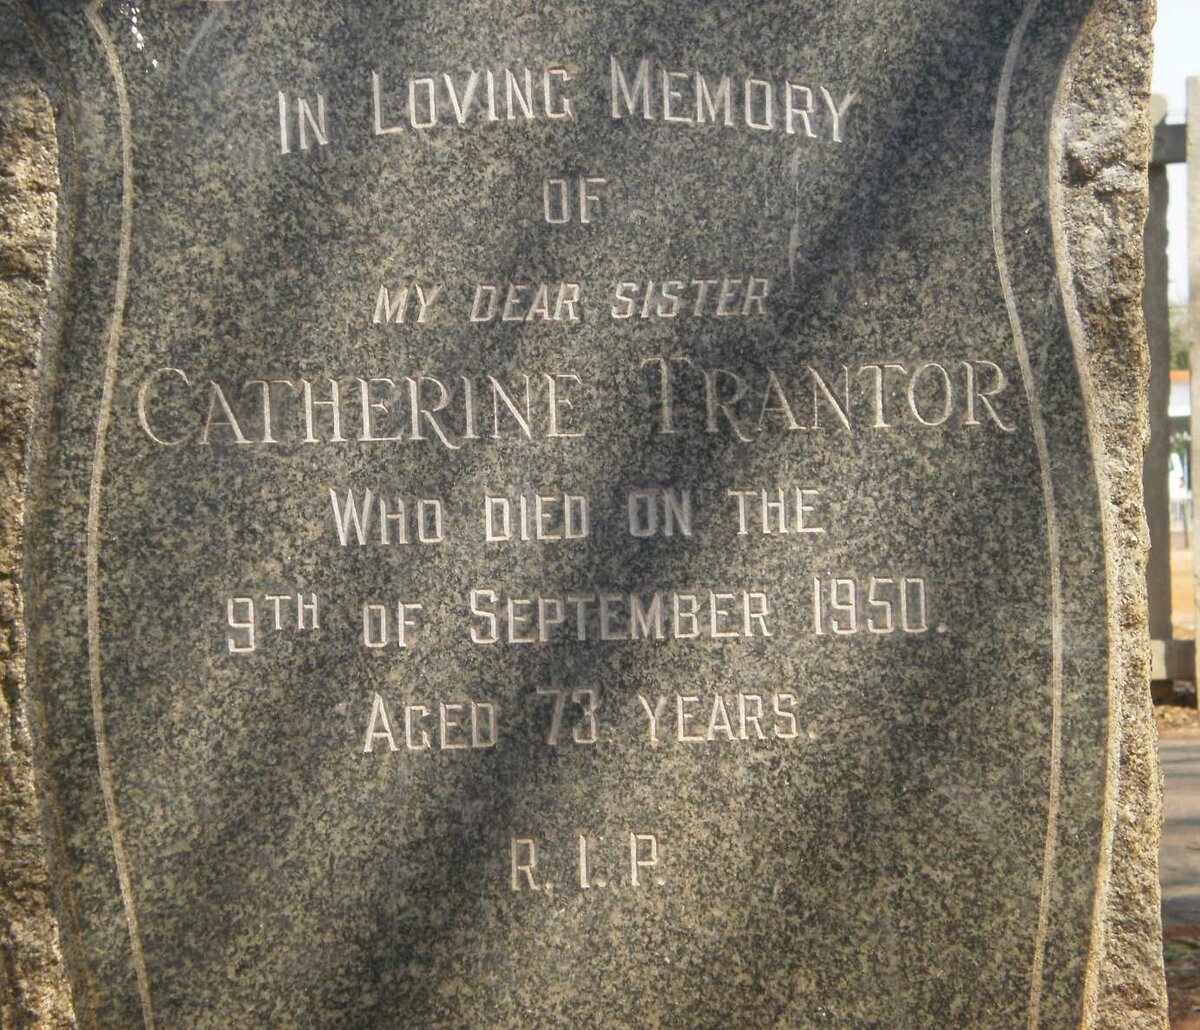 In Loving Memory
OF
MY DEAR SISTER
Catherine Trantor
Who died on the
9th of September 1950.
Aged 73 years.
R.I.P.